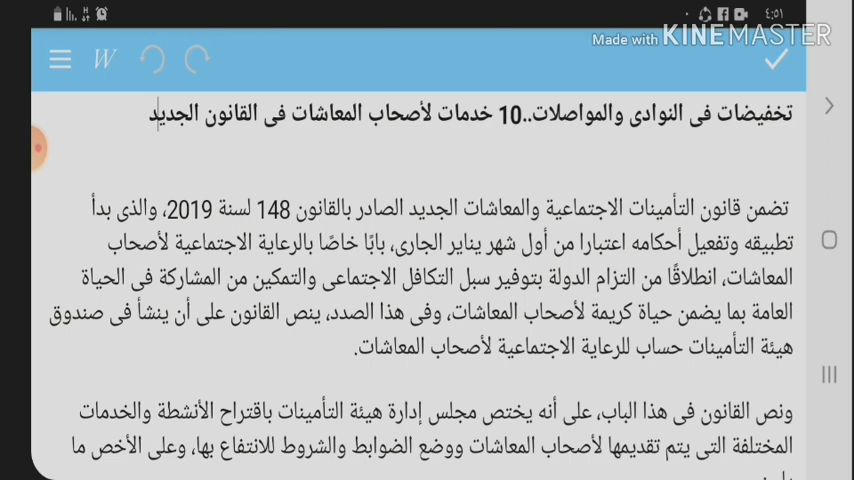 ٤:٥١
Made with KINEMASTER
W
تخفيضات فى النوادى والمواصلات..10 خدمات لأصحاب المعاشات فى القانون الجديد
تضمن قانون التأمينات الاجتماعية والمعاشات الجديد الصادر بالقانون 148 لسنة 2019، والذى بدأ
تطبيقه وتفعيل أحكامه اعتبارا من أول شهر يناير الجارى، بابًا خاصًا بالرعاية الاجتماعية لأصحاب
المعاشات، انطلاقًا من التزام الدولة بتوفير سبل التكافل الاجتماعى والتمكين من المشاركة فى الحياة
العامة بما يضمن حياة كريمة لأصحاب المعاشات، وفى هذا الصدد، ينص القانون على أن ينشأ فى صندوق
هيئة التأمينات حساب للرعاية الاجتماعية لأصحاب المعاشات.
ونص القانون فى هذا الباب، على أنه يختص مجلس إدارة هيئة التأمينات باقتراح الأنشطة والخدمات
المختلفة التى يتم تقديمها لأصحاب المعاشات ووضع الضوابط والشروط للانتفاع بها، وعلى الأخص ما